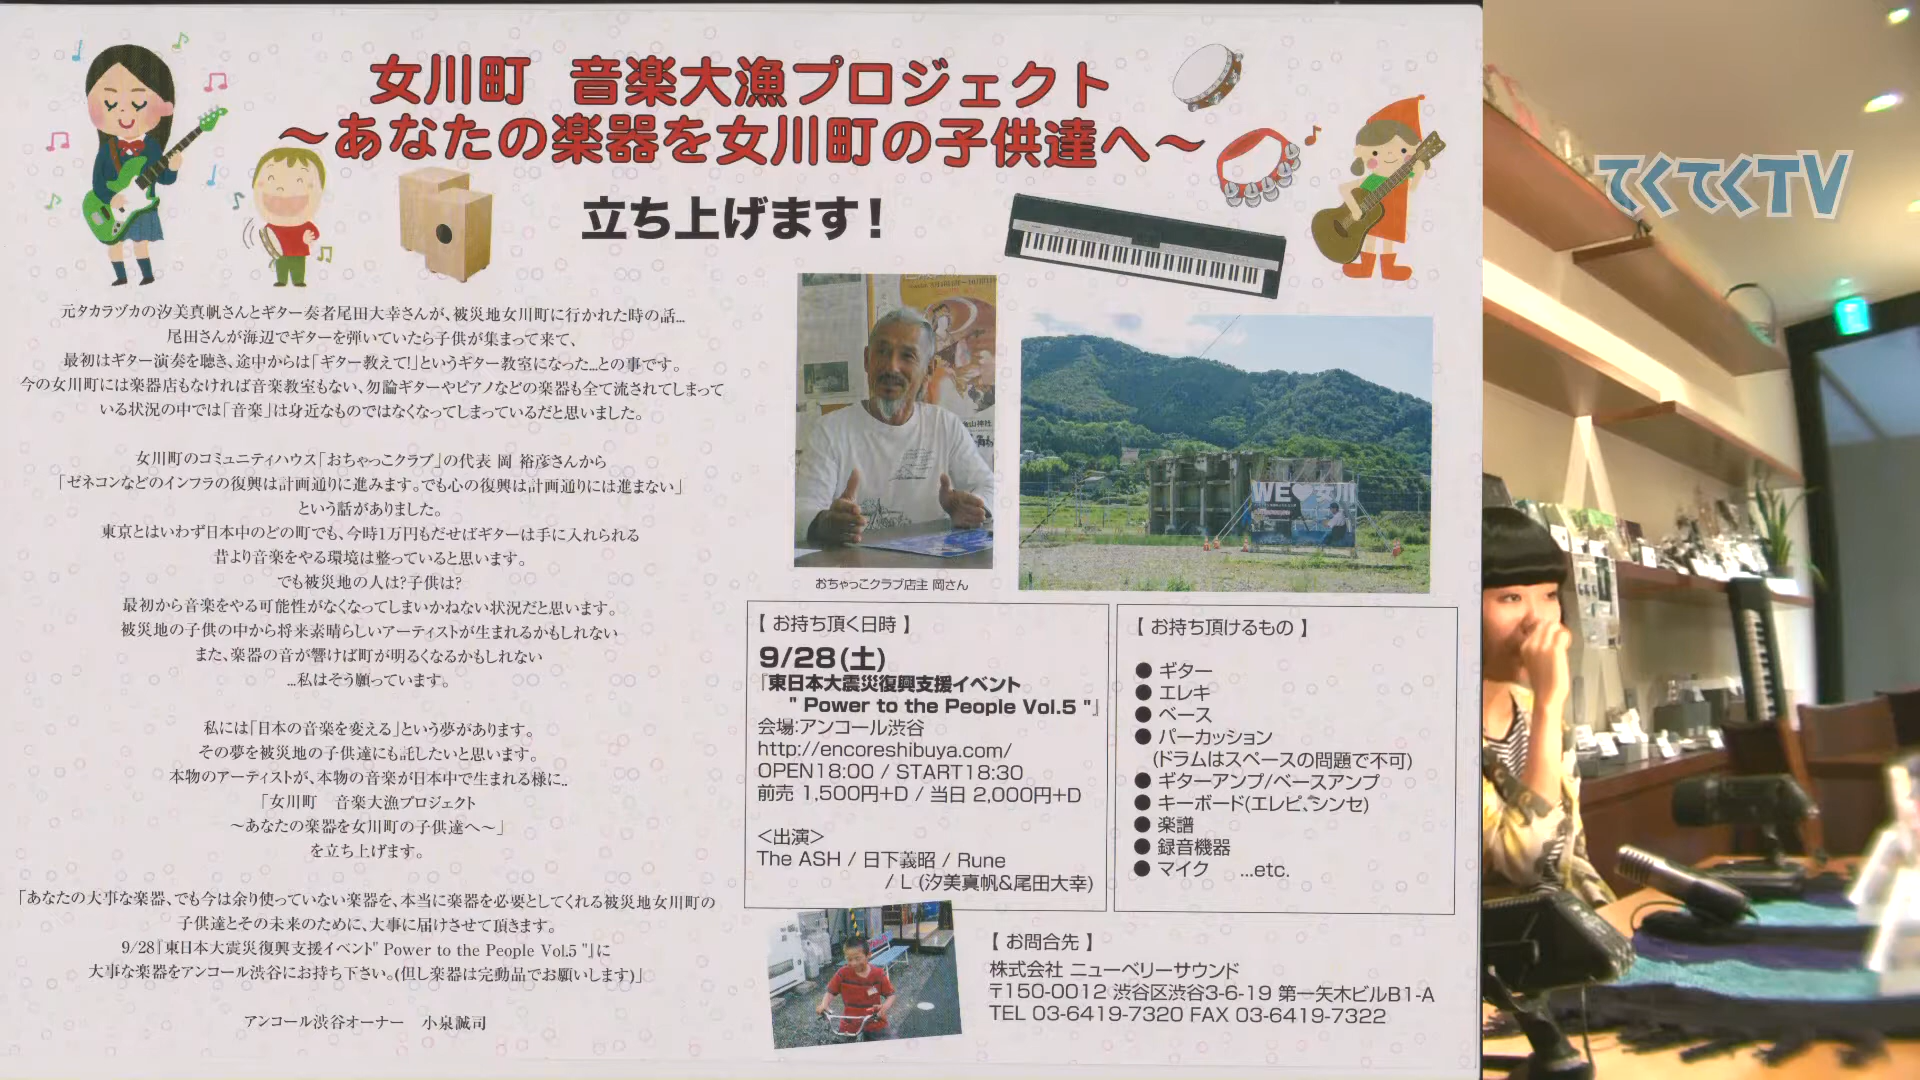 女川町 音楽大漁プロジェクト
～あなたの楽器を女川町の子供達へ～
立ち上げます！
てくてくTV
元タカラヅカの汐美真帆さんとギター奏者尾田大幸さんが、被災地女川町に行かれた時の話...
尾田さんが海辺でギターを弾いていたら子供が集まって来て、
最初はギター演奏を聴き、途中からは「ギター教えて!」というギター教室になった...との事です。
今の女川町には楽器店もなければ音楽教室もない、勿論ギターやピアノなどの楽器も全て流されてしまって
いる状況の中では「音楽」は身近なものではなくなってしまっているだと思いました。
女川町のコミュニティハウス「おちゃっこクラブ」の代表 岡 裕彦さんから
「ゼネコンなどのインフラの復興は計画通りに進みます。でも心の復興は計画通りには進まない」
という話がありました。
東京とはいわず日本中のどの町でも、今時1万円もだせばギターは手に入れられる
昔より音楽をやる環境は整っていると思います。
でも被災地の人は?子供は?
最初から音楽をやる可能性がなくなってしまいかねない状況だと思います。
被災地の子供の中から将来素晴らしいアーティストが生まれるかもしれない
また、楽器の音が響けば町が明るくなるかもしれない
...私はそう願っています。
私には「日本の音楽を変える」という夢があります。
その夢を被災地の子供達にも託したいと思います。
本物のアーティストが、本物の音楽が日本中で生まれる様に..
「女川町 音楽大漁プロジェクト
～あなたの楽器を女川町の子供達へ～」
を立ち上げます。
「あなたの大事な楽器、でも今は余り使っていない楽器を、本当に楽器を必要としてくれる被災地女川町の
子供達とその未来のために、大事に届けさせて頂きます。
9/28『東日本大震災復興支援イベント" Power to the People Vol.5 "』に
大事な楽器をアンコール渋谷にお持ち下さい。(但し楽器は完動品でお願いします)」
アンコール渋谷オーナー 小泉誠司
おちゃっこクラブ店主 岡さん
WE♥女川
【 お持ち頂く日時 】
9/28(土)
『東日本大震災復興支援イベント
" Power to the People Vol.5 "』
会場:アンコール渋谷
http://encoreshibuya.com/
OPEN18:00 / START18:30
前売 1,500円+D / 当日 2,000円+D
＜出演＞
The ASH / 日下義昭 / Rune
/ L (汐美真帆&尾田大幸)
【 お持ち頂けるもの 】
● ギター
● エレキ
● ベース
● パーカッション
(ドラムはスペースの問題で不可)
● ギターアンプ/ベースアンプ
● キーボード(エレピ、シンセ)
● 楽譜
● 録音機器
● マイク ...etc.
【 お問合先 】
株式会社 ニューベリーサウンド
〒150-0012 渋谷区渋谷3-6-19 第一矢木ビルB1-A
TEL 03-6419-7320 FAX 03-6419-7322